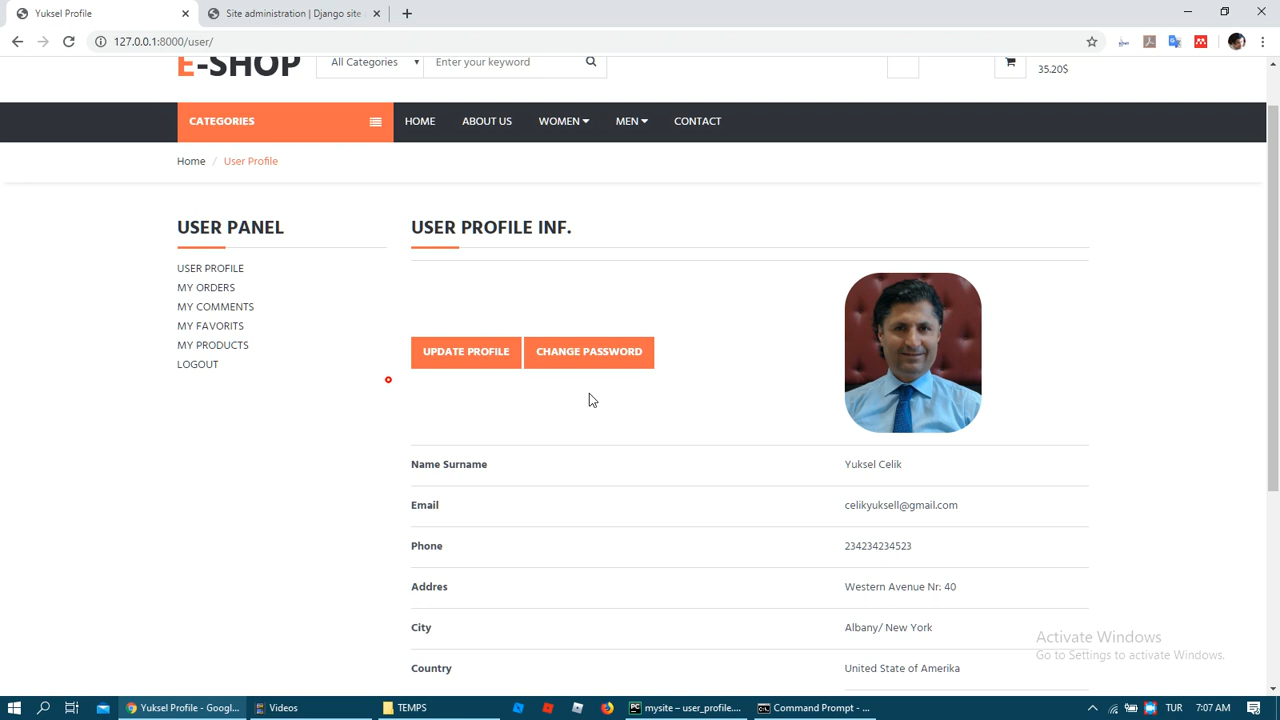 Yuksel Profile
Site administration | Django site
127.0.0.1:8000/user/
E-SHOP
All Categories
Enter your keyword
35.20$
CATEGORIES
HOME
ABOUT US
WOMEN
MEN
CONTACT
Home / User Profile
USER PANEL
USER PROFILE
MY ORDERS
MY COMMENTS
MY FAVORITS
MY PRODUCTS
LOGOUT
USER PROFILE INF.
UPDATE PROFILE
CHANGE PASSWORD
Name Surname Yuksel Celik
Email celikyuksell@gmail.com
Phone 234234234523
Addres Western Avenue Nr: 40
City Albany/ New York
Country United State of Amerika
Activate Windows
Go to Settings to activate Windows.
Yuksel Profile - Googl...
Videos
TEMPS
mysite – user_profile....
Command Prompt - ...
TUR
7:07 AM